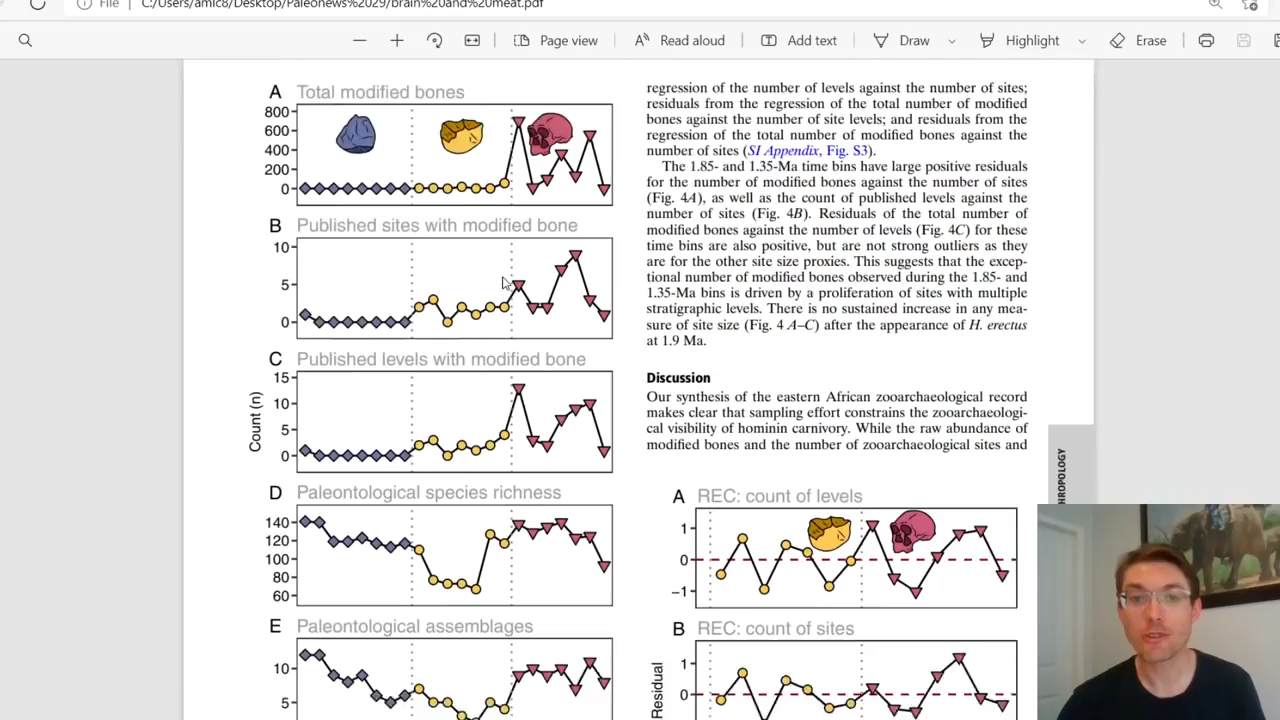 File
C:/Users/amic8/Desktop/Paleonews%2029/brain%20and%20meat.pdf
Page view
Read aloud
Add text
Draw
Highlight
Erase
A Total modified bones
800
600
400
200
0
B Published sites with modified bone
10
5
0
C Published levels with modified bone
15
10
5
0
Count (n)
D Paleontological species richness
140
120
100
80
60
E Paleontological assemblages
10
5
regression of the number of levels against the number of sites;
residuals from the regression of the total number of modified
bones against the number of site levels; and residuals from the
regression of the total number of modified bones against the
number of sites (SI Appendix, Fig. S3).
The 1.85- and 1.35-Ma time bins have large positive residuals
for the number of modified bones against the number of sites
(Fig. 4A), as well as the count of published levels against the
number of sites (Fig. 4B). Residuals of the total number of
modified bones against the number of levels (Fig. 4C) for these
time bins are also positive, but are not strong outliers as they
are for the other site size proxies. This suggests that the excep-
tional number of modified bones observed during the 1.85- and
1.35-Ma bins is driven by a proliferation of sites with multiple
stratigraphic levels. There is no sustained increase in any mea-
sure of site size (Fig. 4 A–C) after the appearance of H. erectus
at 1.9 Ma.
Discussion
Our synthesis of the eastern African zooarchaeological record
makes clear that sampling effort constrains the zooarchaeologi-
cal visibility of hominin carnivory. While the raw abundance of
modified bones and the number of zooarchaeological sites and
A REC: count of levels
1
0
−1
B REC: count of sites
1
0
Residual
HROPOLOGY